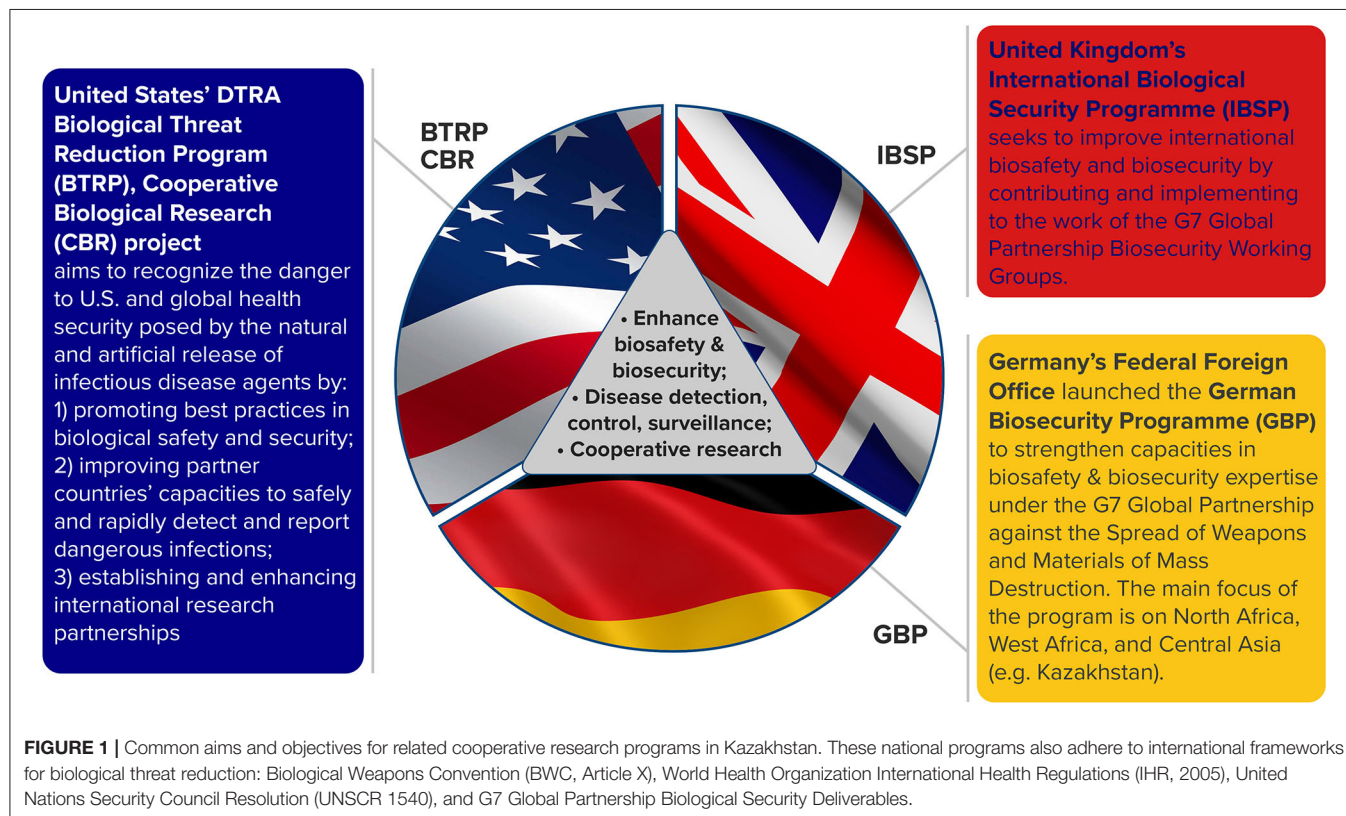 United States’ DTRA
Biological Threat
Reduction Program
(BTRP), Cooperative
Biological Research
(CBR) project
aims to recognize the danger
to U.S. and global health
security posed by the natural
and artificial release of
infectious disease agents by:
1) promoting best practices in
biological safety and security;
2) improving partner
countries’ capacities to safely
and rapidly detect and report
dangerous infections;
3) establishing and enhancing
international research
partnerships
BTRP
CBR
IBSP
GBP
• Enhance
biosafety &
biosecurity;
• Disease detection,
control, surveillance;
• Cooperative research
United Kingdom’s
International Biological
Security Programme (IBSP)
seeks to improve international
biosafety and biosecurity by
contributing and implementing
to the work of the G7 Global
Partnership Biosecurity Working
Groups.
Germany’s Federal Foreign
Office launched the German
Biosecurity Programme (GBP)
to strengthen capacities in
biosafety & biosecurity expertise
under the G7 Global Partnership
against the Spread of Weapons
and Materials of Mass
Destruction. The main focus of
the program is on North Africa,
West Africa, and Central Asia
(e.g. Kazakhstan).
FIGURE 1 | Common aims and objectives for related cooperative research programs in Kazakhstan. These national programs also adhere to international frameworks
for biological threat reduction: Biological Weapons Convention (BWC, Article X), World Health Organization International Health Regulations (IHR, 2005), United
Nations Security Council Resolution (UNSCR 1540), and G7 Global Partnership Biological Security Deliverables.